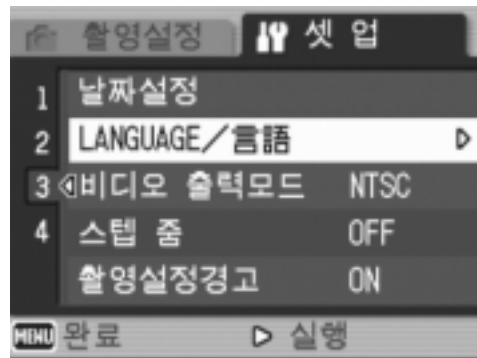 촬영설정 셋 업
1 날짜설정
2 LANGUAGE／言語
3 비디오 출력모드 NTSC
4 스텝 줌 OFF
촬영설정경고 ON
MENU 완료 실행